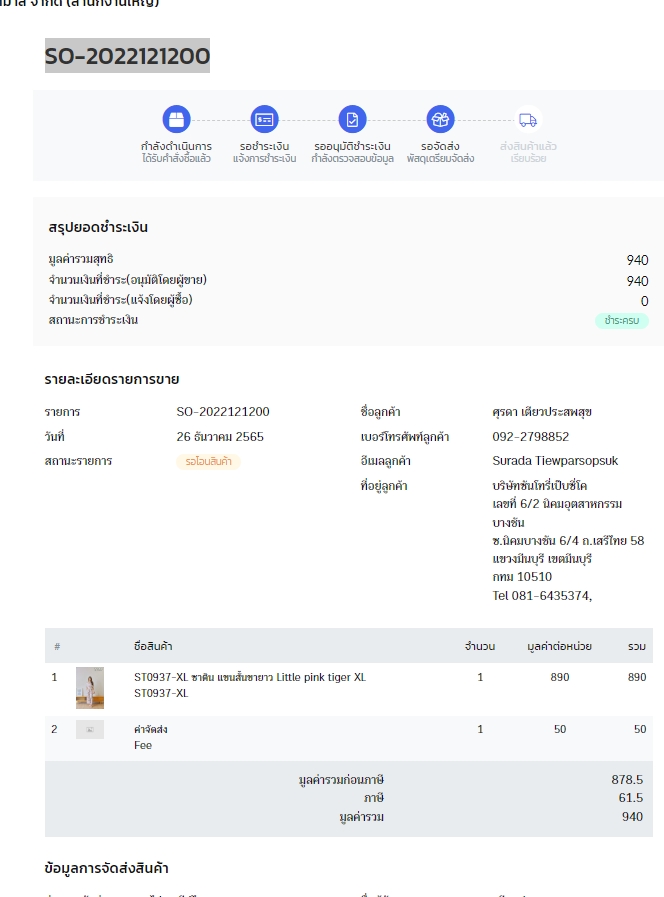 จำกัด (สำนักงานใหญ่)
SO-2022121200
กำลังดำเนินการ รอชำระเงิน รออนุมัติชำระเงิน รอจัดส่ง ส่งสินค้าแล้ว
ได้รับคำสั่งซื้อแล้ว แจ้งการชำระเงิน กำลังตรวจสอบข้อมูล พัสดุเตรียมจัดส่ง เรียบร้อย
สรุปยอดชำระเงิน
มูลค่ารวมสุทธิ 940
จำนวนเงินที่ชำระ(อนุมัติโดยผู้ขาย) 940
จำนวนเงินที่ชำระ(แจ้งโดยผู้ซื้อ) 0
สถานะการชำระเงิน ชำระครบ
รายละเอียดรายการขาย
รายการ SO-2022121200 ชื่อลูกค้า ศุรดา เตียวประสพสุข
วันที่ 26 ธันวาคม 2565 เบอร์โทรศัพท์ลูกค้า 092-2798852
สถานะรายการ รอโอนสินค้า อีเมลลูกค้า Surada Tiewparsopsuk
ที่อยู่ลูกค้า บริษัทซันโทรี่เป๊บซี่โค
เลขที่ 6/2 นิคมอุตสาหกรรม
บางชัน
ซ.นิคมบางชัน 6/4 ถ.เสรีไทย 58
แขวงมีนบุรี เขตมีนบุรี
กทม 10510
Tel 081-6435374,
# ชื่อสินค้า จำนวน มูลค่าต่อหน่วย รวม
1 ST0937-XL ซาติน แขนสั้นขายาว Little pink tiger XL 1 890 890
ST0937-XL
2 ค่าจัดส่ง 1 50 50
Fee
มูลค่ารวมก่อนภาษี 878.5
ภาษี 61.5
มูลค่ารวม 940
ข้อมูลการจัดส่งสินค้า